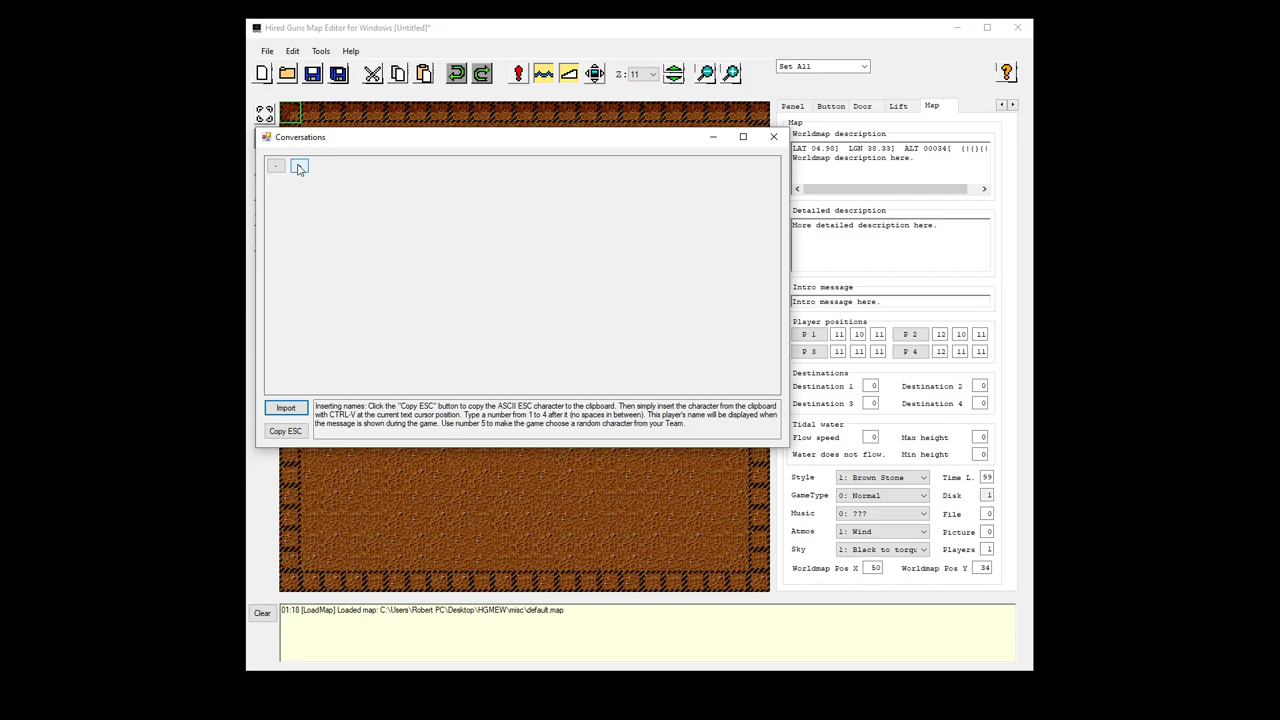 Hired Guns Map Editor for Windows [Untitled]*
File Edit Tools Help
Z: 11
Set All
Panel Button Door Lift Map
Map
Worldmap description
LAT 04.98] LGN 38.33] ALT 00034[ {|{}{|
Worldmap description here.
Detailed description
More detailed description here.
Intro message
Intro message here.
Player positions
P 1 11 10 11 P 2 12 10 11
P 3 11 11 11 P 4 12 11 11
Destinations
Destination 1 0 Destination 2 0
Destination 3 0 Destination 4 0
Tidal water
Flow speed 0 Max height 0
Water does not flow. Min height 0
Style 1: Brown Stone Time L. 99
GameType 0: Normal Disk 1
Music 0: ??? File 0
Atmos 1: Wind Picture 0
Sky 1: Black to torqu Players 1
Worldmap Pos X 50 Worldmap Pos Y 34
Conversations
-
Import
Copy ESC
Inserting names: Click the "Copy ESC" button to copy the ASCII ESC character to the clipboard. Then simply insert the character from the clipboard
with CTRL-V at the current text cursor position. Type a number from 1 to 4 after it (no spaces in between). This player's name will be displayed when
the message is shown during the game. Use number 5 to make the game choose a random character from your Team.
Clear
01:18 [LoadMap] Loaded map: C:\Users\Robert PC\Desktop\HGMEW\misc\default.map